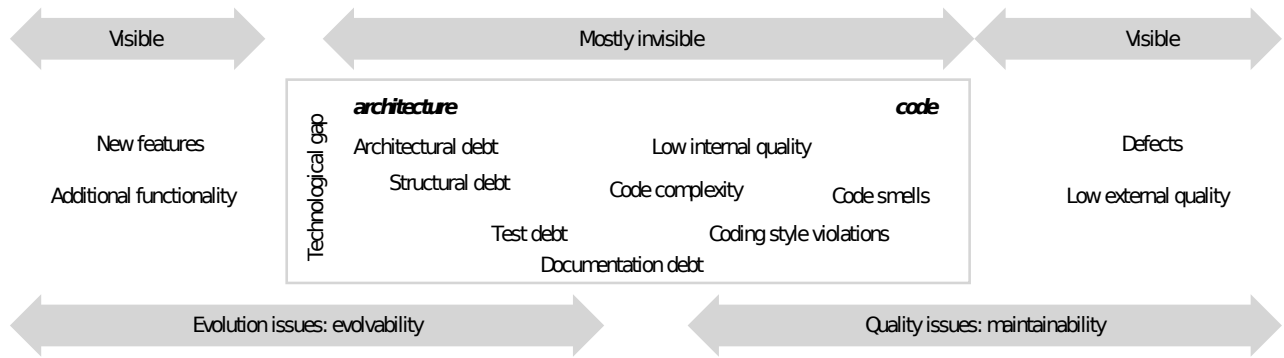 Visible
Mostly invisible
Visible
architecture
code
Technological gap
New features
Additional functionality
Architectural debt
Low internal quality
Structural debt
Code complexity
Code smells
Test debt
Coding style violations
Documentation debt
Defects
Low external quality
Evolution issues: evolvability
Quality issues: maintainability